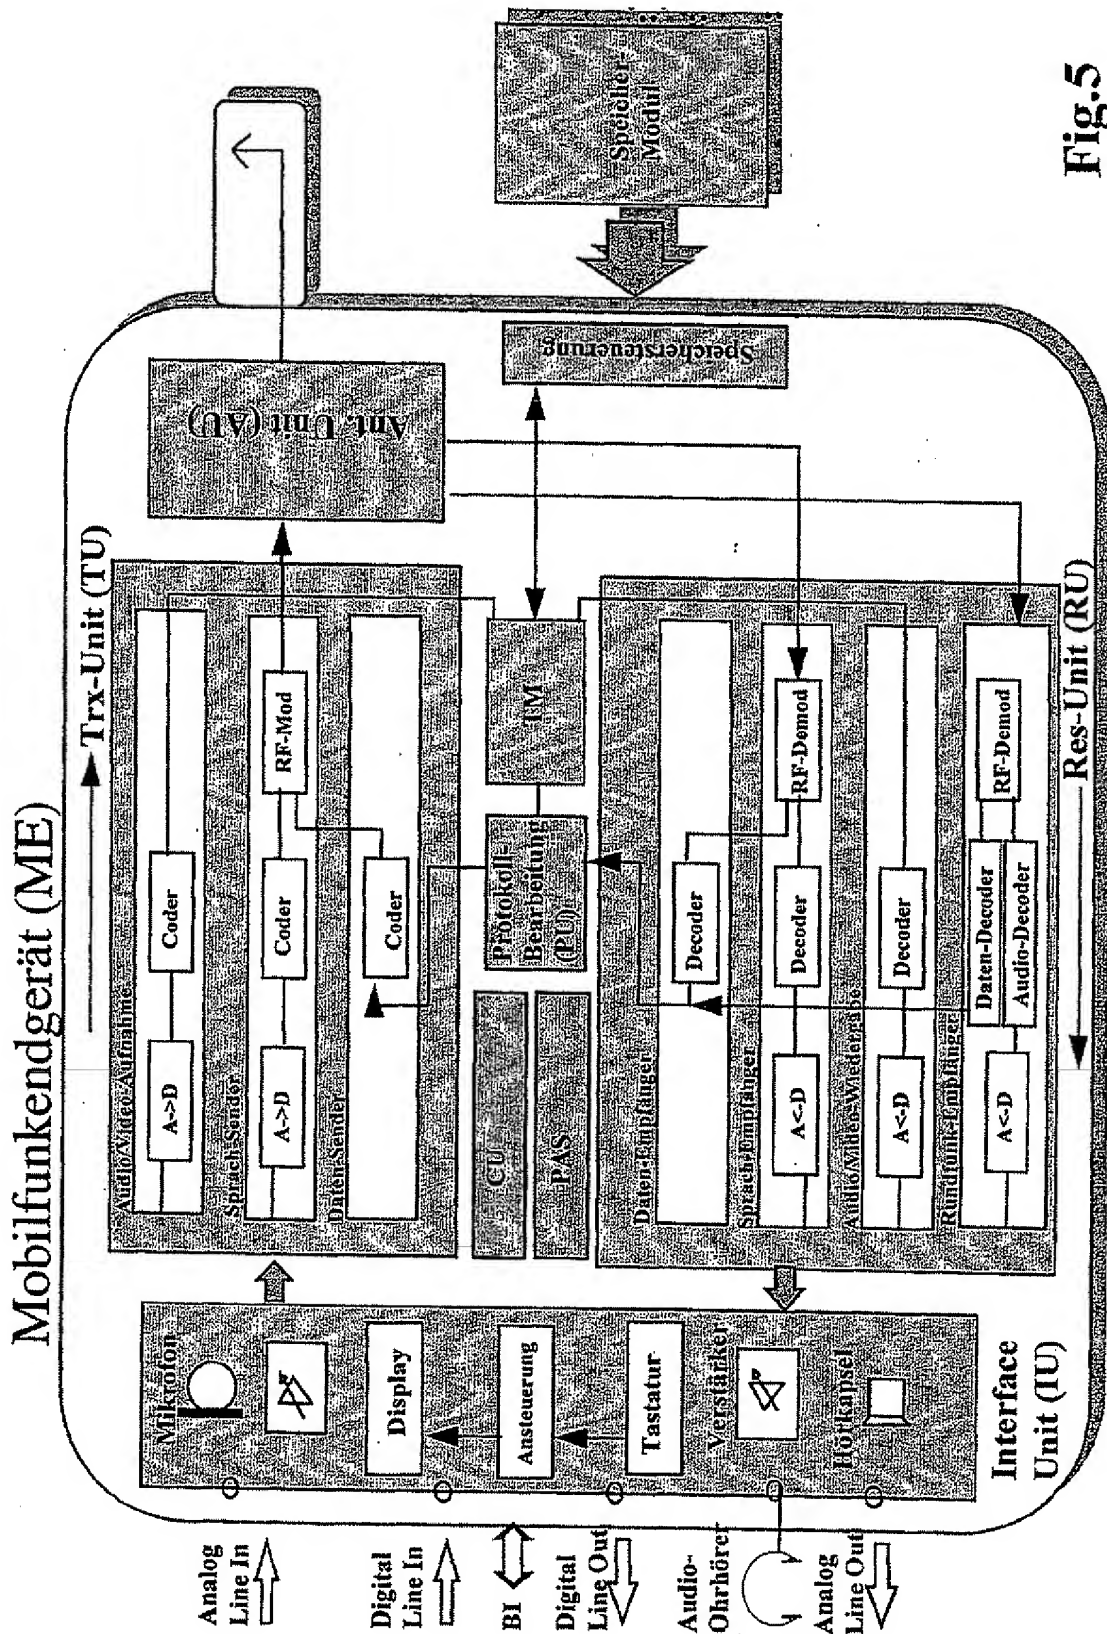 Mobilfunkendgerät (ME)
Trx-Unit (TU)
Audio/Video-Aufnahme
A->D
Coder
Sprach-Sender
A->D
Coder
RF-Mod
Daten-Sender
Coder
Ant. Unit (AU)
CU
PAS
Protokoll-
Bearbeitung
(PU)
TM
Speichersteuerung
Speicher-
Modul
Daten-Empfänger
Decoder
Sprach-Empfänger
A<-D
Decoder
RF-Demod
Audio/Video-Wiedergabe
A<-D
Decoder
Rundfunk-Empfänger
A<-D
Daten-Decoder
Audio-Decoder
RF-Demod
Res-Unit (RU)
Mikrofon
Display
Ansteuerung
Tastatur
Verstärker
Hörkapsel
Interface
Unit (IU)
Analog
Line In
Digital
Line In
BI
Digital
Line Out
Audio-
Ohrhörer
Analog
Line Out
Fig.5